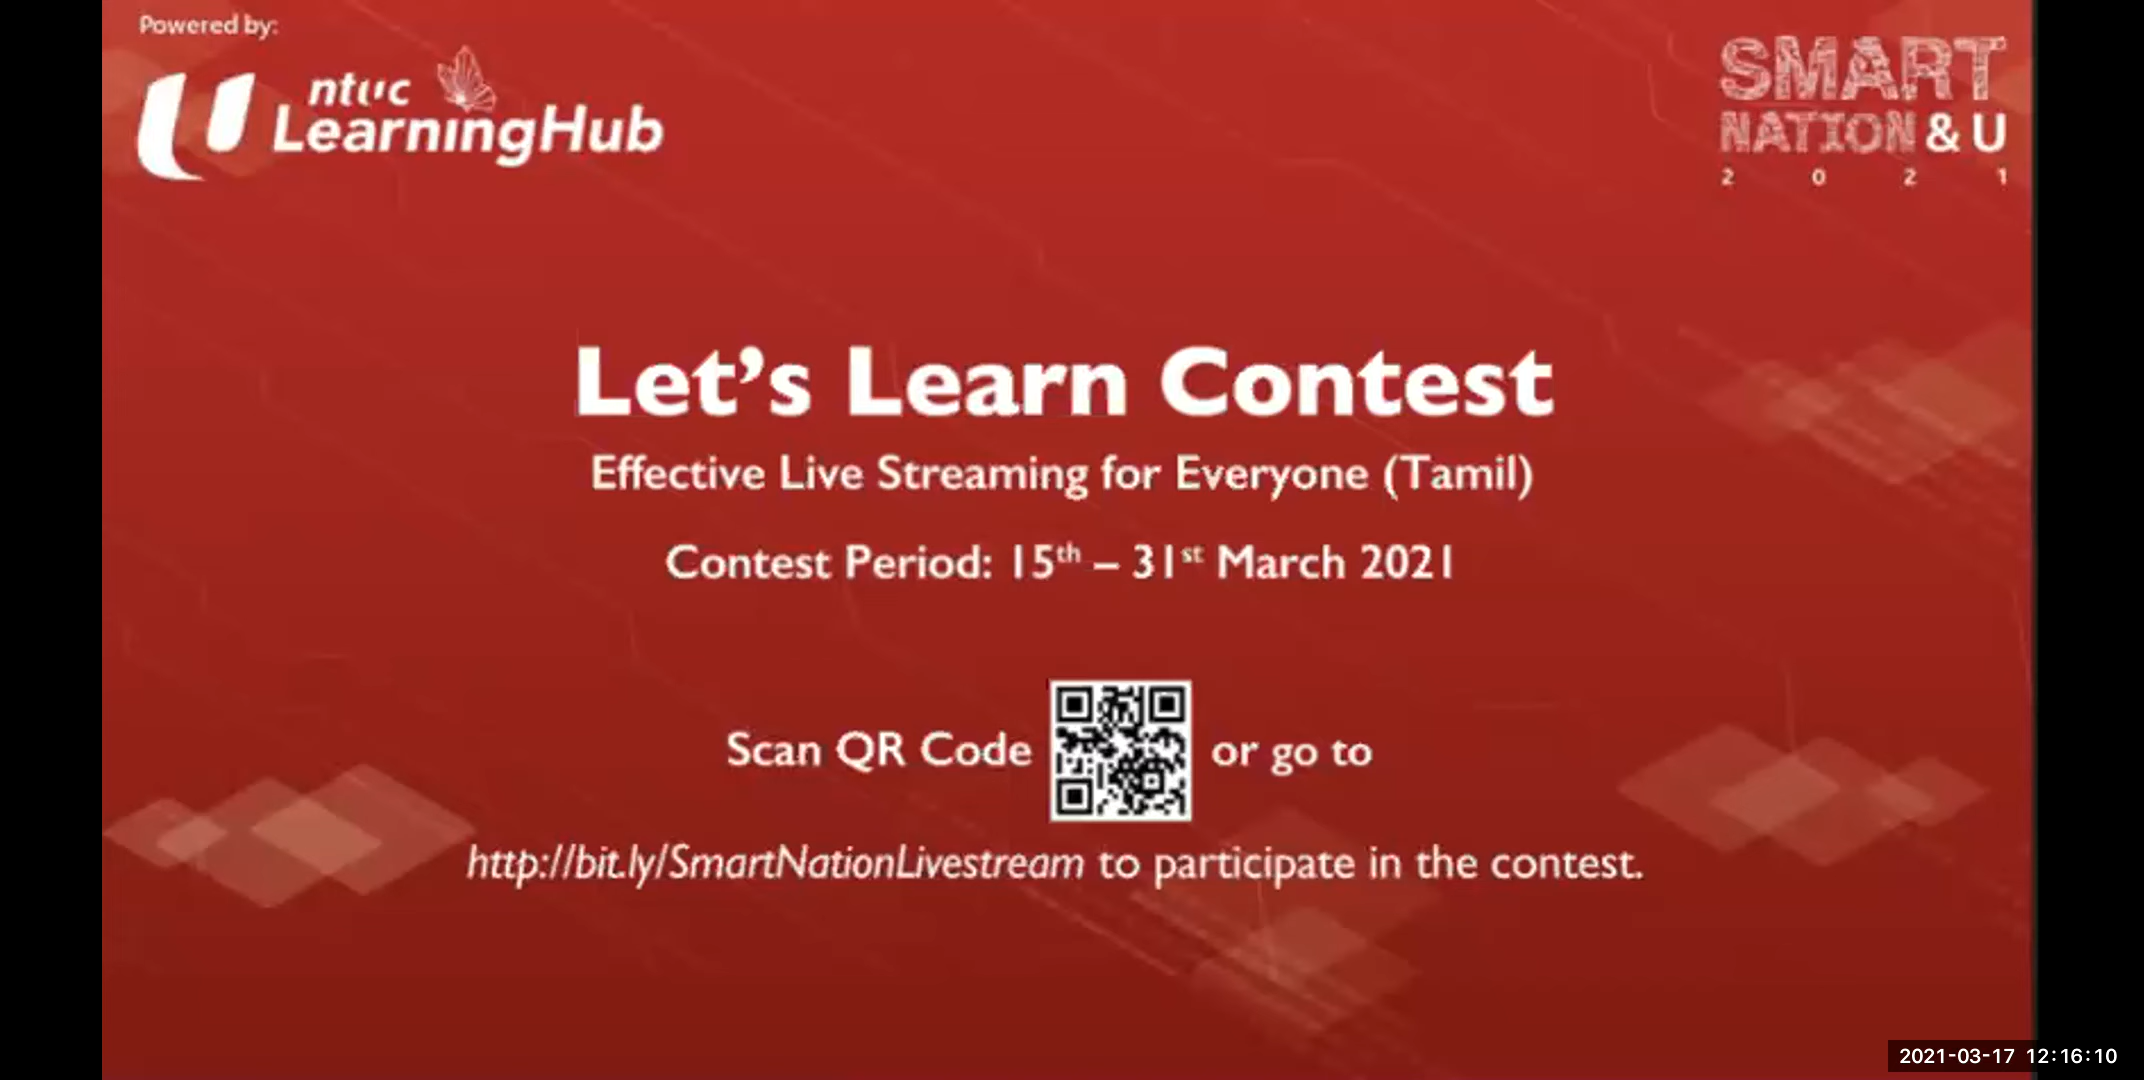 Powered by:
ntuc
LearningHub
SMART
NATION & U
2 0 2 1
Let's Learn Contest
Effective Live Streaming for Everyone (Tamil)
Contest Period: 15th – 31st March 2021
Scan QR Code or go to
http://bit.ly/SmartNationLivestream to participate in the contest.
2021-03-17 12:16:10